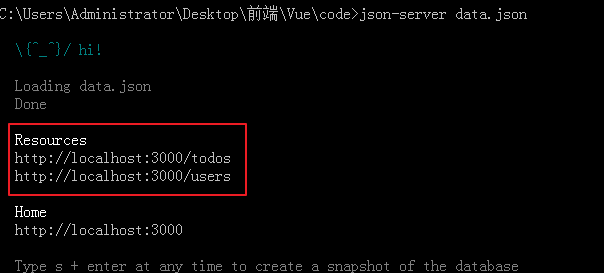 C:\Users\Administrator\Desktop\前端\Vue\code>json-server data.json
\{^_^}/ hi!
Loading data.json
Done
Resources
http://localhost:3000/todos
http://localhost:3000/users
Home
http://localhost:3000
Type s + enter at any time to create a snapshot of the database